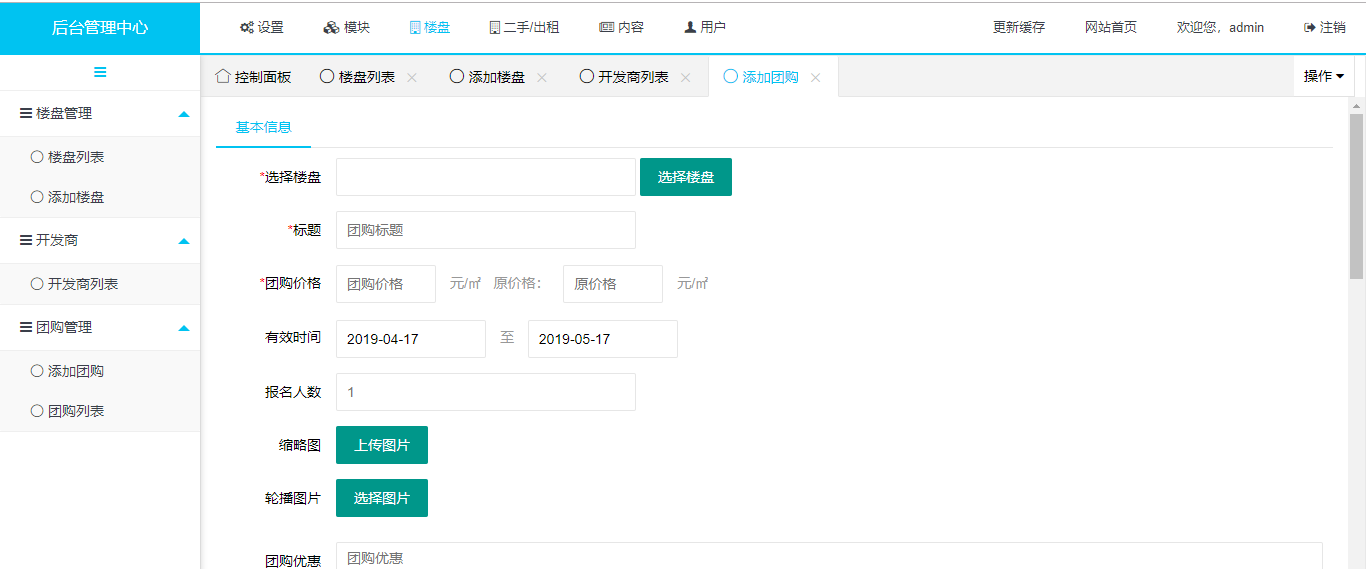 后台管理中心 设置 模块 楼盘 二手/出租 内容 用户 更新缓存 网站首页 欢迎您，admin 注销
控制面板 楼盘列表 添加楼盘 开发商列表 添加团购 操作
楼盘管理
楼盘列表
添加楼盘
开发商
开发商列表
团购管理
添加团购
团购列表
基本信息
*选择楼盘 选择楼盘
*标题 团购标题
*团购价格 团购价格 元/㎡ 原价格： 原价格 元/㎡
有效时间 2019-04-17 至 2019-05-17
报名人数 1
缩略图 上传图片
轮播图片 选择图片
团购优惠 团购优惠